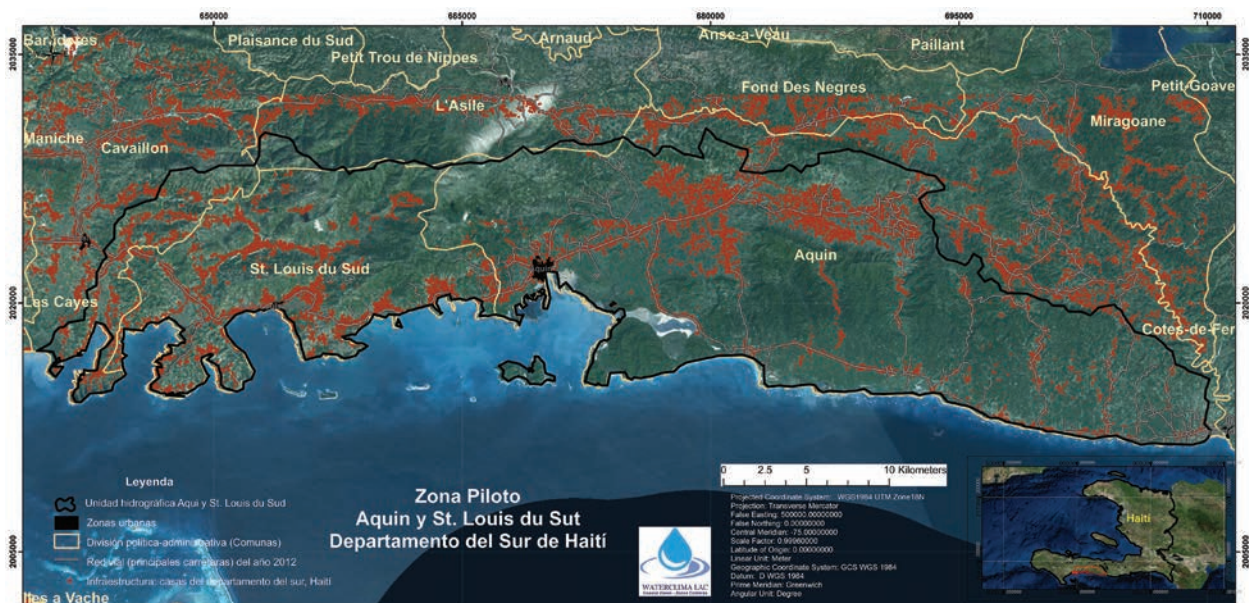 650000 665000 680000 695000 710000
2035000 2035000
Plaisance du Sud
Arnaud
Anse-a-Veau
Paillant
Petit Trou de Nippes
Petit-Goave
L'Asile
Fond Des Negres
Miragoane
Maniche
Cavaillon
St. Louis du Sud
Aquin
Aquin
Les Cayes
2020000 2020000
Cotes-de-Fer
Leyenda
Unidad hidrográfica Aqui y St. Louis du Sud
Zonas urbanas
División política-administrativa (Comunas)
Red vial (principales carreteras) del año 2012
Infraestructura: casas del departamento del sur, Haití
Iles a Vache
2005000 2005000
Zona Piloto
Aquin y St. Louis du Sut
Departamento del Sur de Haití
WATERCLIMA LAC
0 2.5 5 10 Kilometers
Projected Coordinate System: WGS1984 UTM Zone18N
Projection: Transverse Mercator
False Easting: 500000.00000000
False Northing: 0.00000000
Central Meridian: -75.00000000
Scale Factor: 0.99960000
Latitude of Origin: 0.00000000
Linear Unit: Meter
Geographic Coordinate System: GCS WGS 1984
Datum: D WGS 1984
Prime Meridian: Greenwich
Angular Unit: Degree
Haití